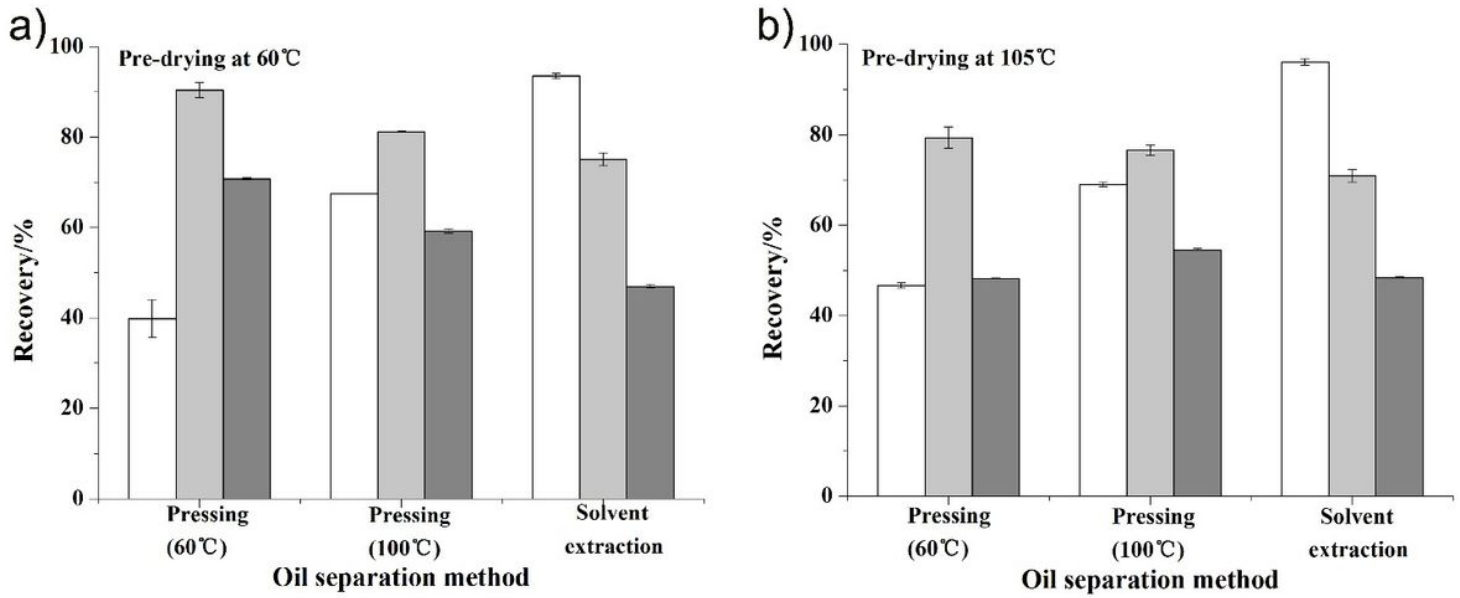 a)
Pre-drying at 60℃
100
80
60
40
20
0
Recovery/%
Pressing
(60℃)
Pressing
(100℃)
Solvent
extraction
Oil separation method
b)
Pre-drying at 105℃
100
80
60
40
20
0
Recovery/%
Pressing
(60℃)
Pressing
(100℃)
Solvent
extraction
Oil separation method